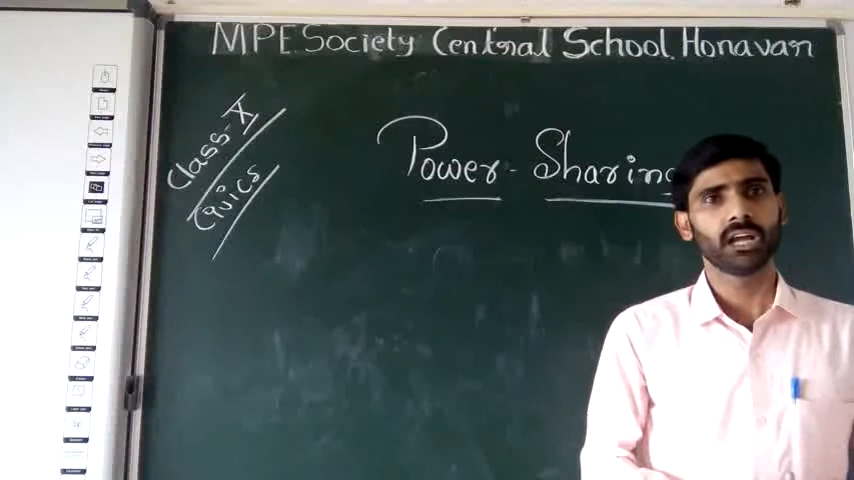 MPE.Society Central School, Honavar
Class-X
Civics
Power-Sharing